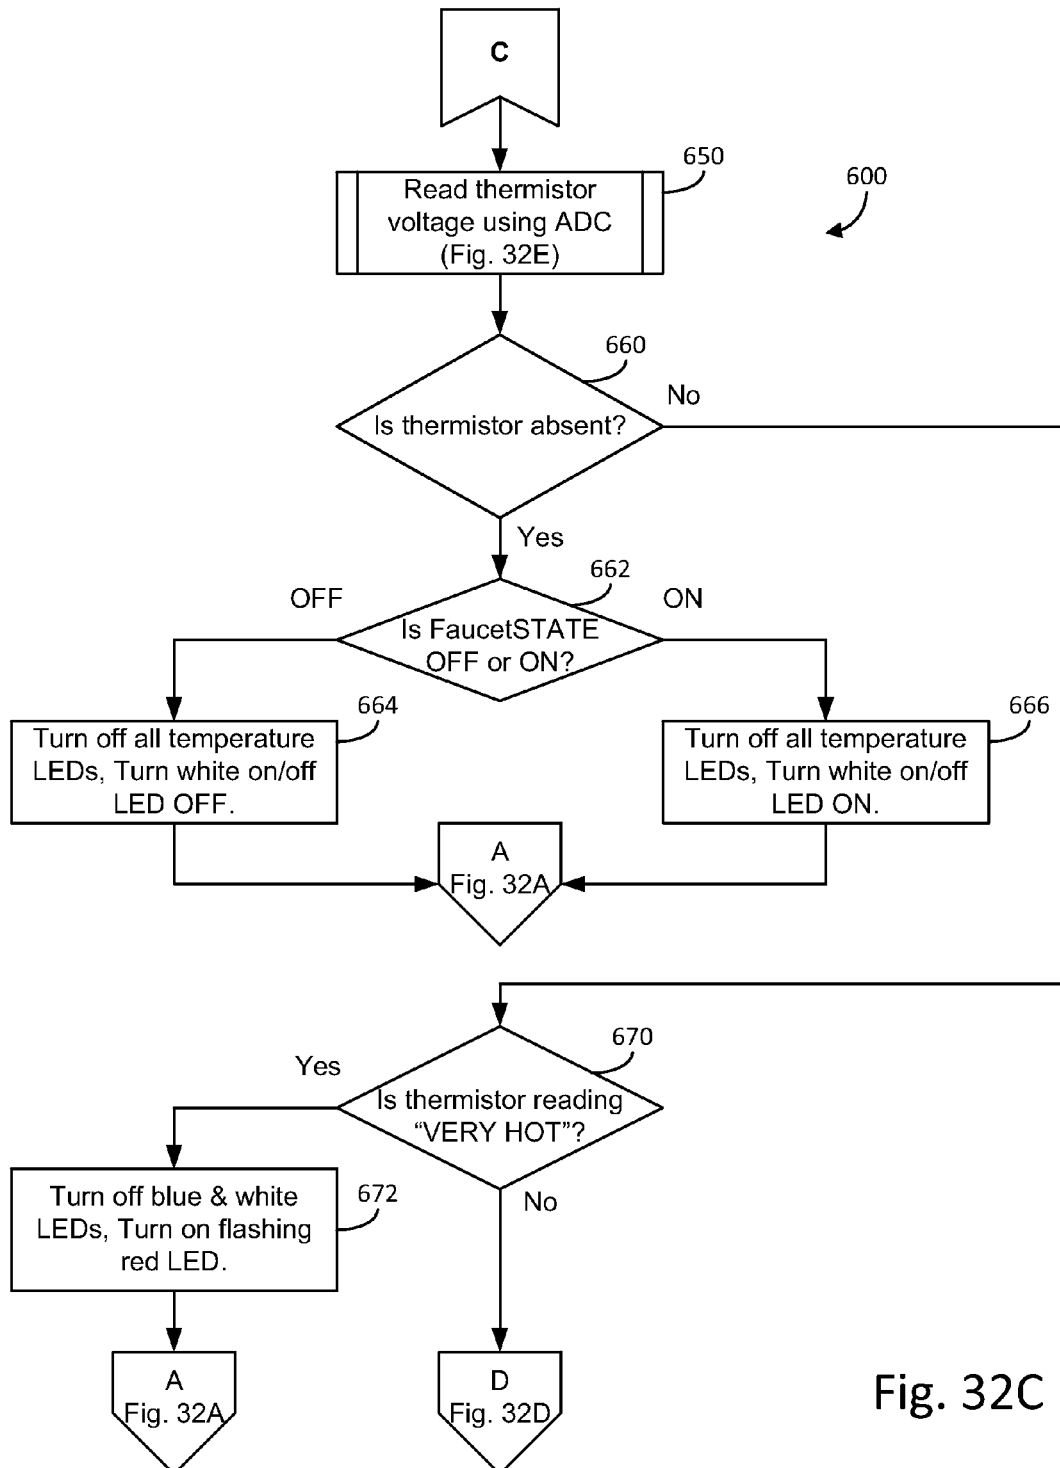 C
650
Read thermistor
voltage using ADC
(Fig. 32E)
600
660
No
Is thermistor absent?
Yes
662
OFF
ON
Is FaucetSTATE
OFF or ON?
664
666
Turn off all temperature
LEDs, Turn white on/off
LED OFF.
Turn off all temperature
LEDs, Turn white on/off
LED ON.
A
Fig. 32A
670
Yes
Is thermistor reading
“VERY HOT”?
672
No
Turn off blue & white
LEDs, Turn on flashing
red LED.
A
Fig. 32A
D
Fig. 32D
Fig. 32C